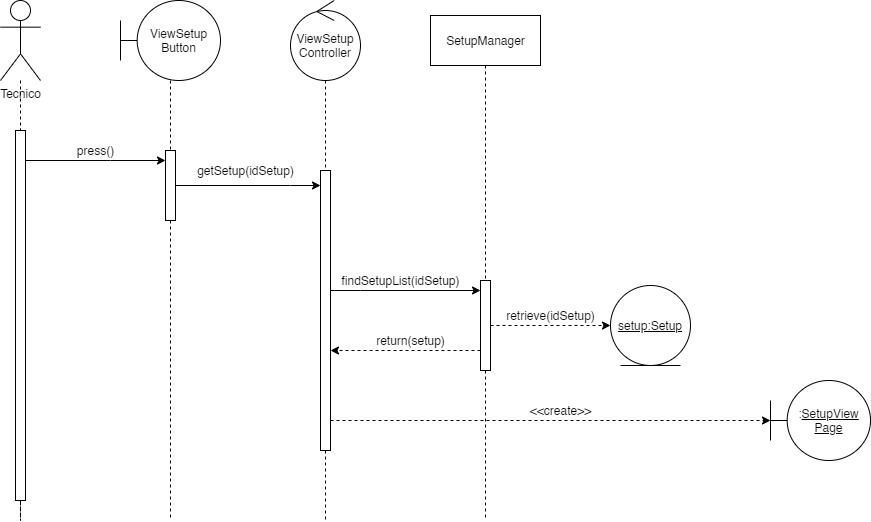 ViewSetup
Button
ViewSetup
Controller
SetupManager
Tecnico
press()
getSetup(idSetup)
findSetupList(idSetup)
retrieve(idSetup)
setup:Setup
return(setup)
<<create>>
:SetupView
Page